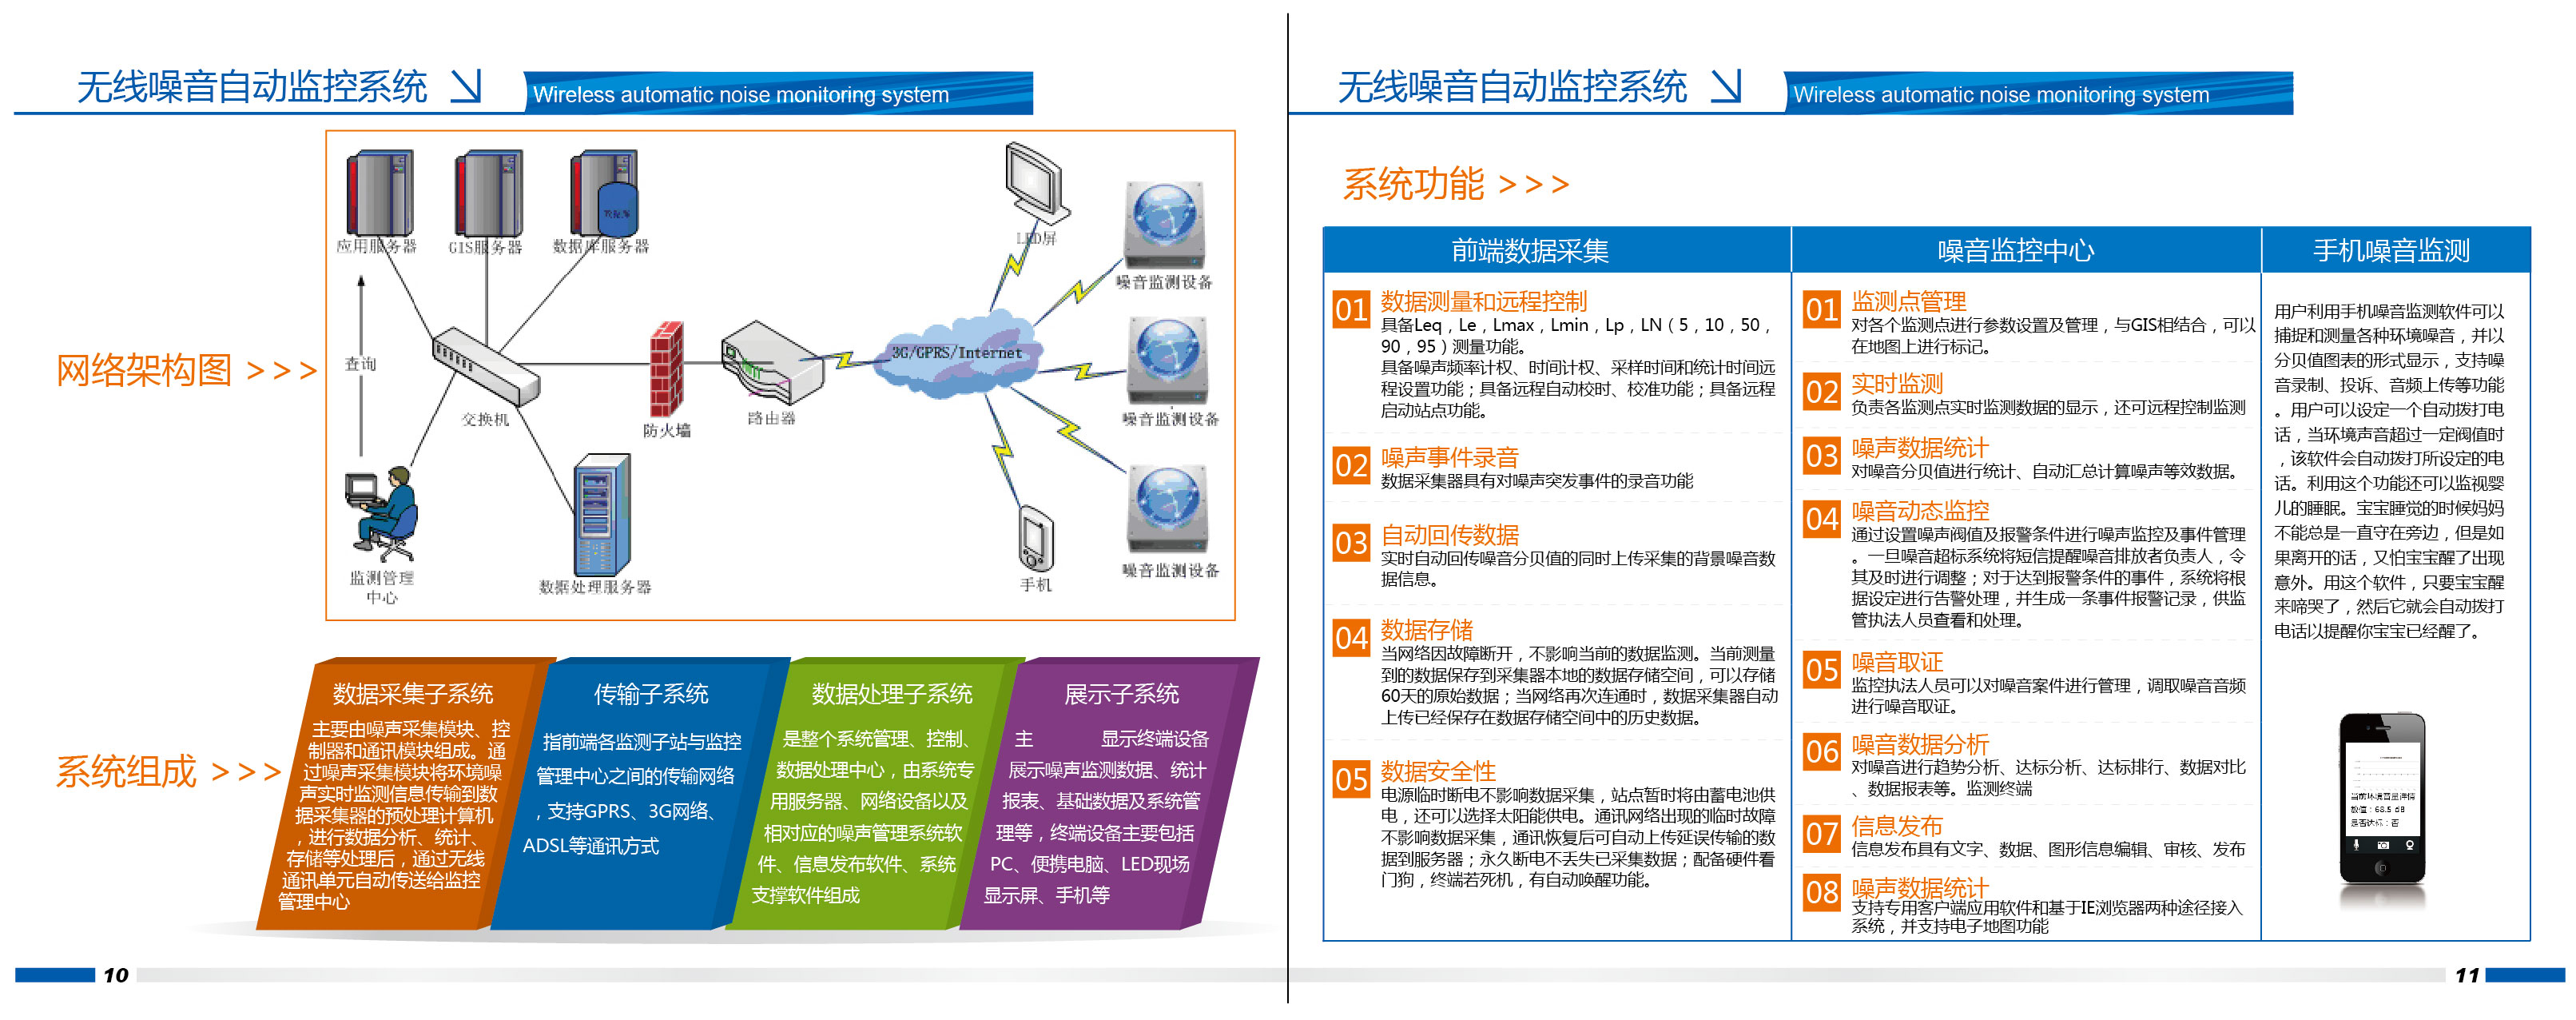 无线噪音自动监控系统
Wireless automatic noise monitoring system
网络架构图 >>>
应用服务器
GIS服务器
数据库服务器
LED屏
噪音监测设备
查询
交换机
防火墙
路由器
3G/GPRS/Internet
噪音监测设备
监测管理
中心
数据处理服务器
手机
噪音监测设备
系统组成 >>>
数据采集子系统
主要由噪声采集模块、控
制器和通讯模块组成。通
过噪声采集模块将环境噪
声实时监测信息传输到数
据采集器的预处理计算机
，进行数据分析、统计、
存储等处理后，通过无线
通讯单元自动传送给监控
管理中心
传输子系统
指前端各监测子站与监控
管理中心之间的传输网络
，支持GPRS、3G网络、
ADSL等通讯方式
数据处理子系统
是整个系统管理、控制、
数据处理中心，由系统专
用服务器、网络设备以及
相对应的噪声管理系统软
件、信息发布软件、系统
支撑软件组成
展示子系统
主 显示终端设备
展示噪声监测数据、统计
报表、基础数据及系统管
理等，终端设备主要包括
PC、便携电脑、LED现场
显示屏、手机等
10
无线噪音自动监控系统
Wireless automatic noise monitoring system
系统功能 >>>
前端数据采集
01 数据测量和远程控制
具备Leq，Le，Lmax，Lmin，Lp，LN（5，10，50，
90，95）测量功能。
具备噪声频率计权、时间计权、采样时间和统计时间远
程设置功能；具备远程自动校时、校准功能；具备远程
启动站点功能。
02 噪声事件录音
数据采集器具有对噪声突发事件的录音功能
03 自动回传数据
实时自动回传噪音分贝值的同时上传采集的背景噪音数
据信息。
04 数据存储
当网络因故障断开，不影响当前的数据监测。当前测量
到的数据保存到采集器本地的数据存储空间，可以存储
60天的原始数据；当网络再次连通时，数据采集器自动
上传已经保存在数据存储空间中的历史数据。
05 数据安全性
电源临时断电不影响数据采集，站点暂时将由蓄电池供
电，还可以选择太阳能供电。通讯网络出现的临时故障
不影响数据采集，通讯恢复后可自动上传延误传输的数
据到服务器；永久断电不丢失已采集数据；配备硬件看
门狗，终端若死机，有自动唤醒功能。
噪音监控中心
01 监测点管理
对各个监测点进行参数设置及管理，与GIS相结合，可以
在地图上进行标记。
02 实时监测
负责各监测点实时监测数据的显示，还可远程控制监测
03 噪声数据统计
对噪音分贝值进行统计、自动汇总计算噪声等效数据。
04 噪音动态监控
通过设置噪声阀值及报警条件进行噪声监控及事件管理
。一旦噪音超标系统将短信提醒噪音排放者负责人，令
其及时进行调整；对于达到报警条件的事件，系统将根
据设定进行告警处理，并生成一条事件报警记录，供监
管执法人员查看和处理。
05 噪音取证
监控执法人员可以对噪音案件进行管理，调取噪音音频
进行噪音取证。
06 噪音数据分析
对噪音进行趋势分析、达标分析、达标排行、数据对比
、数据报表等。监测终端
07 信息发布
信息发布具有文字、数据、图形信息编辑、审核、发布
08 噪声数据统计
支持专用客户端应用软件和基于IE浏览器两种途径接入
系统，并支持电子地图功能
手机噪音监测
用户利用手机噪音监测软件可以
捕捉和测量各种环境噪音，并以
分贝值图表的形式显示，支持噪
音录制、投诉、音频上传等功能
。用户可以设定一个自动拨打电
话，当环境声音超过一定阀值时
，该软件会自动拨打所设定的电
话。利用这个功能还可以监视婴
儿的睡眠。宝宝睡觉的时候妈妈
不能总是一直守在旁边，但是如
果离开的话，又怕宝宝醒了出现
意外。用这个软件，只要宝宝醒
来啼哭了，然后它就会自动拨打
电话以提醒你宝宝已经醒了。
当前环境音量详情
数值：68.5 dB
是否达标：否
11